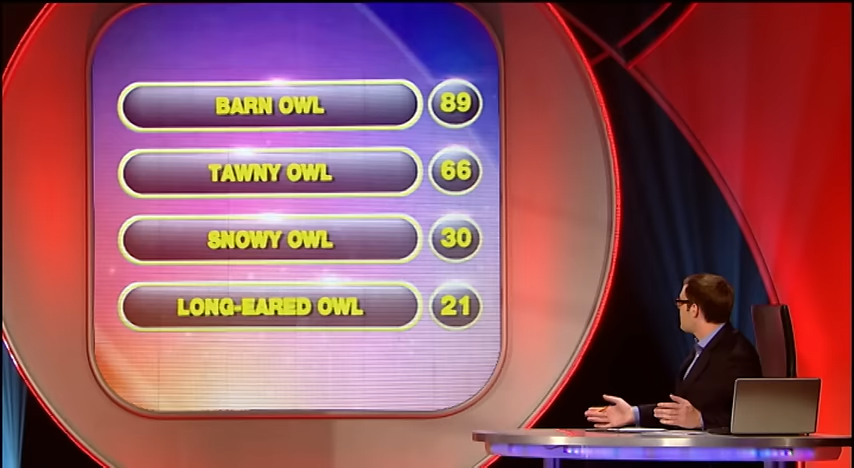 BARN OWL 89
TAWNY OWL 66
SNOWY OWL 30
LONG-EARED OWL 21